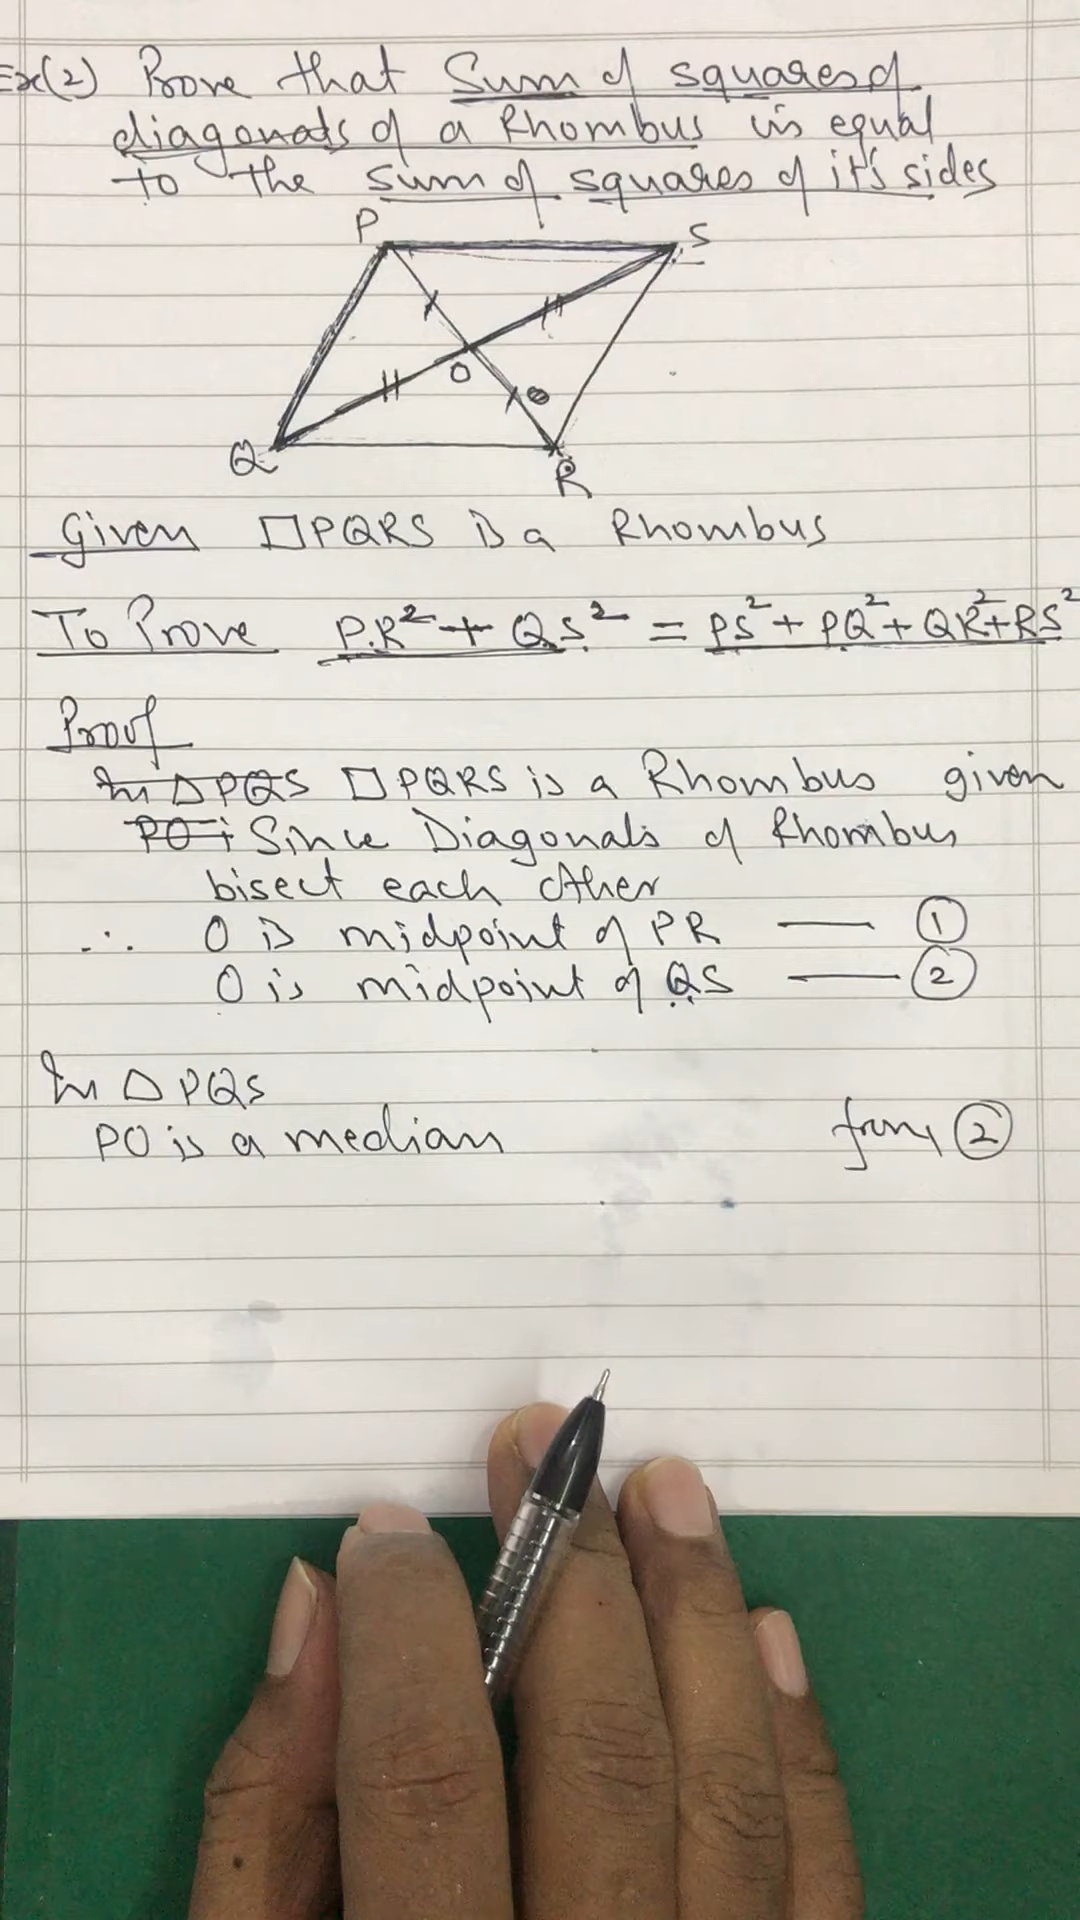 Ex(2) Prove that Sum of squares of
diagonals of a Rhombus is equal
to the sum of squares of it's sides
P S
O
Q R
Given □PQRS is a Rhombus
To Prove PR² + QS² = PS² + PQ² + QR² + RS²
Proof
In △PQS □PQRS is a Rhombus given
PO i Since Diagonals of Rhombus
bisect each other
∴ O is midpoint of PR — ①
O is midpoint of QS — ②
In △PQS
PO is a median from ②